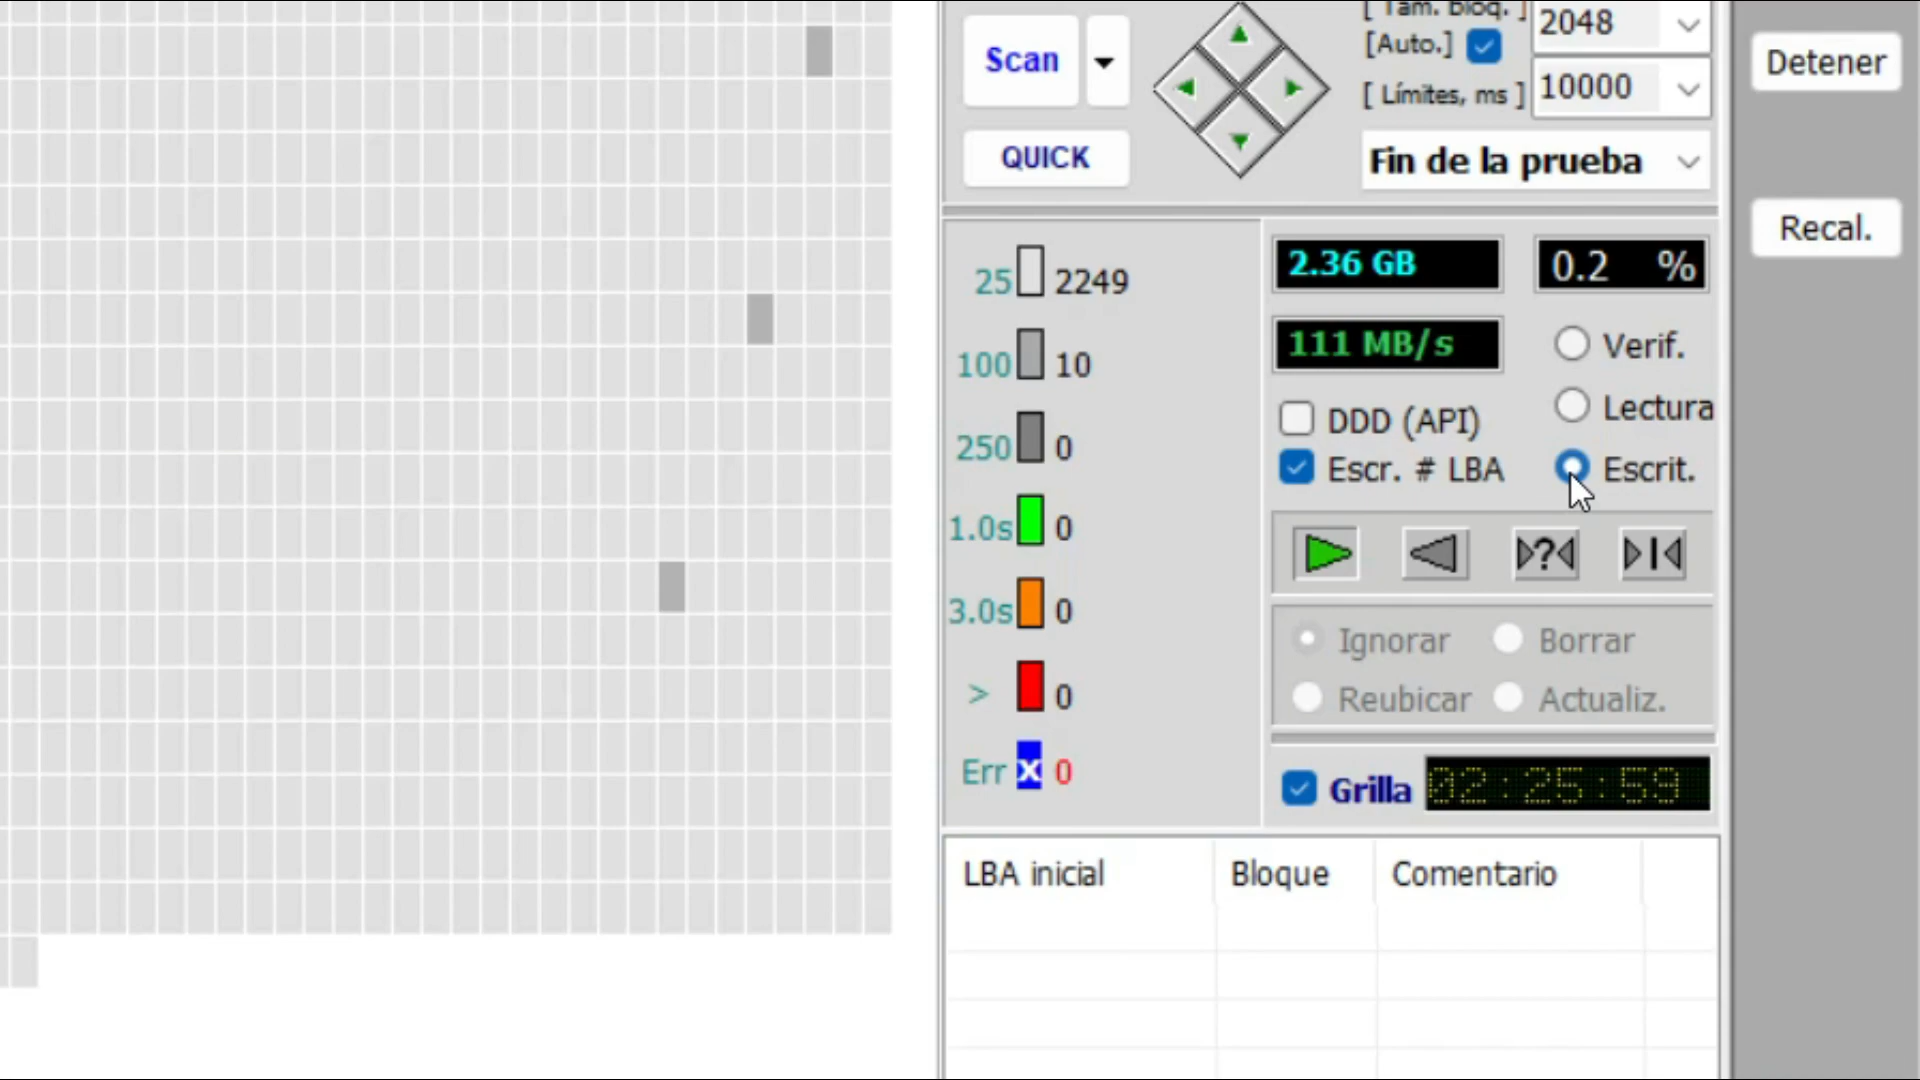 [ Tam. Bloq. ]
2048
Scan
[Auto.]
Detener
[ Límites, ms ]
10000
QUICK
Fin de la prueba
Recal.
25 2249
2.36 GB
0.2 %
100 10
111 MB/s
Verif.
250 0
DDD (API)
Lectura
Escr. # LBA
Escrit.
1.0s 0
3.0s 0
Ignorar
Borrar
> 0
Reubicar
Actualiz.
Err x 0
Grilla
02:25:59
LBA inicial
Bloque
Comentario